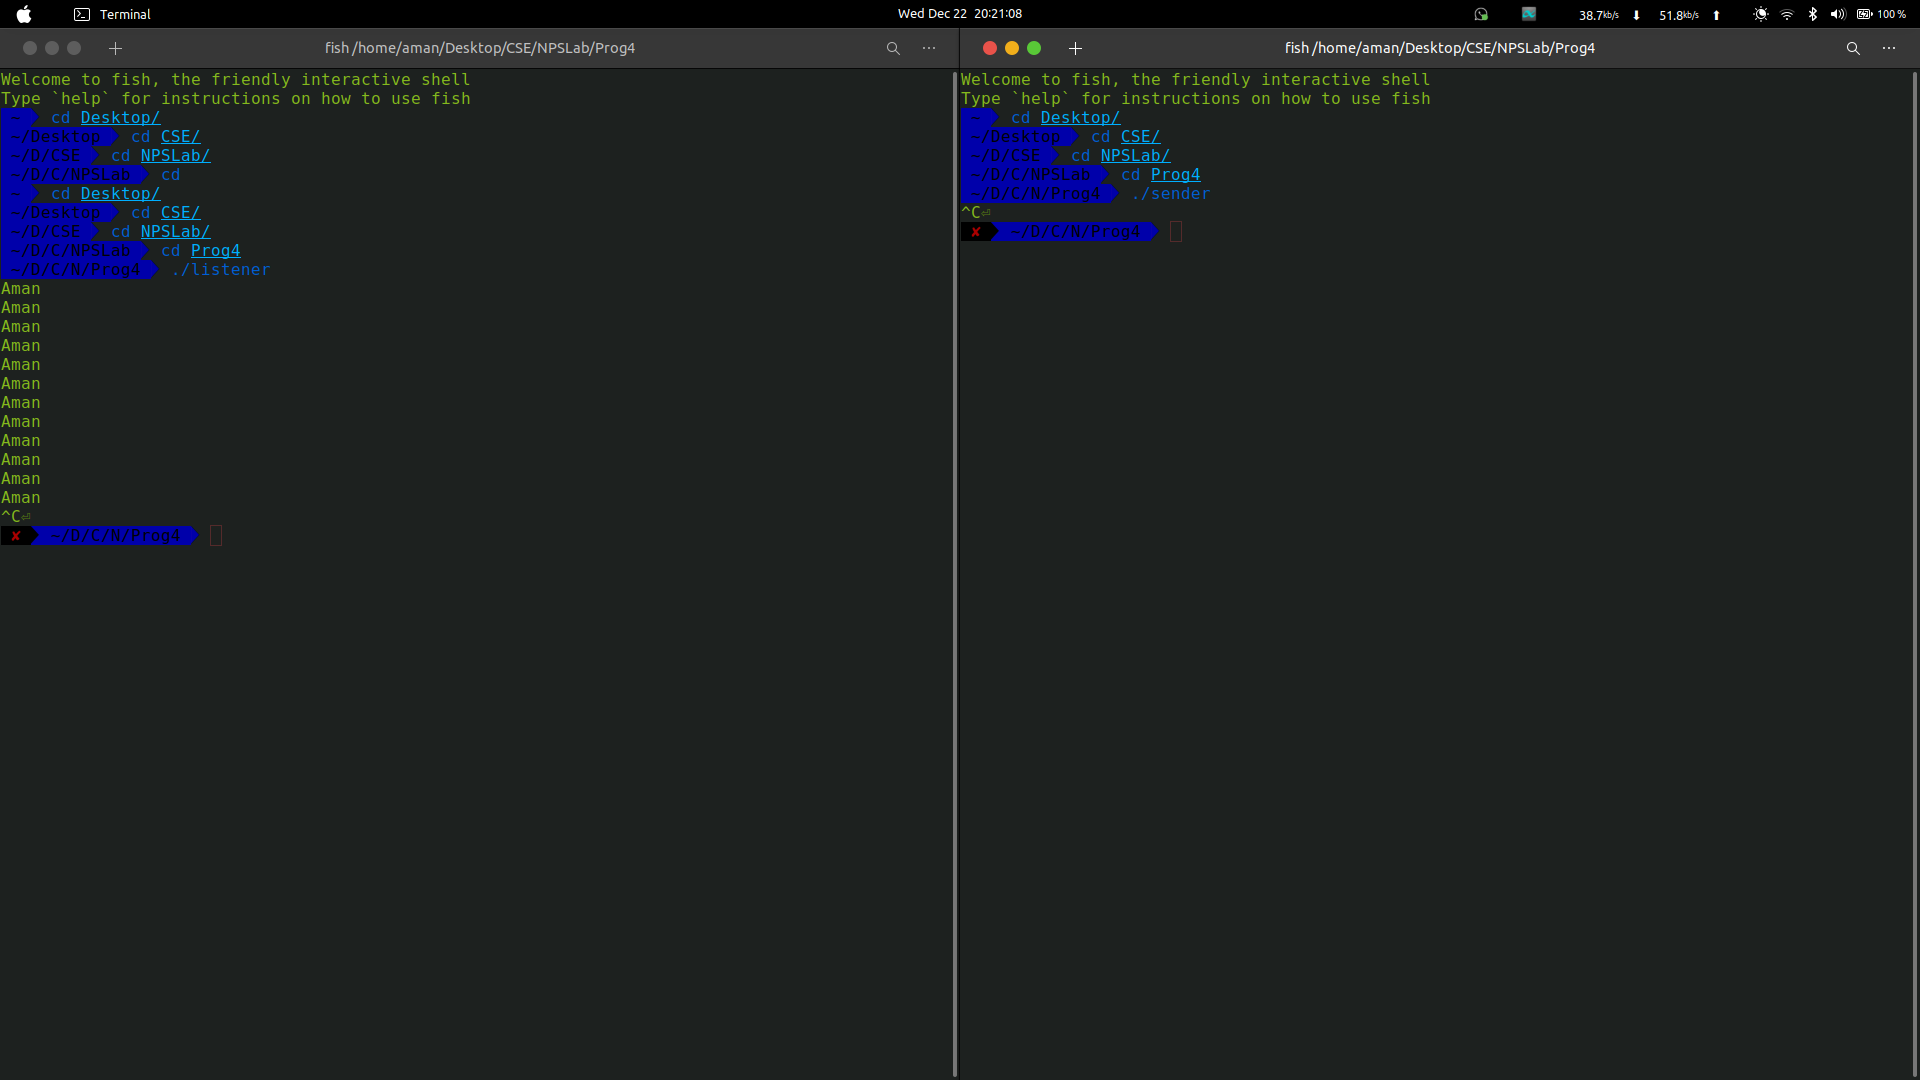 Terminal
Wed Dec 22 20:21:08
38.7kb/s ⬇ 51.8kb/s ⬆
100 %
fish /home/aman/Desktop/CSE/NPSLab/Prog4
Welcome to fish, the friendly interactive shell
Type `help` for instructions on how to use fish
~ cd Desktop/
~/Desktop cd CSE/
~/D/CSE cd NPSLab/
~/D/C/NPSLab cd
~ cd Desktop/
~/Desktop cd CSE/
~/D/CSE cd NPSLab/
~/D/C/NPSLab cd Prog4
~/D/C/N/Prog4 ./listener
Aman
Aman
Aman
Aman
Aman
Aman
Aman
Aman
Aman
Aman
Aman
Aman
^C⏎
✘ ~/D/C/N/Prog4
fish /home/aman/Desktop/CSE/NPSLab/Prog4
Welcome to fish, the friendly interactive shell
Type `help` for instructions on how to use fish
~ cd Desktop/
~/Desktop cd CSE/
~/D/CSE cd NPSLab/
~/D/C/NPSLab cd Prog4
~/D/C/N/Prog4 ./sender
^C⏎
✘ ~/D/C/N/Prog4